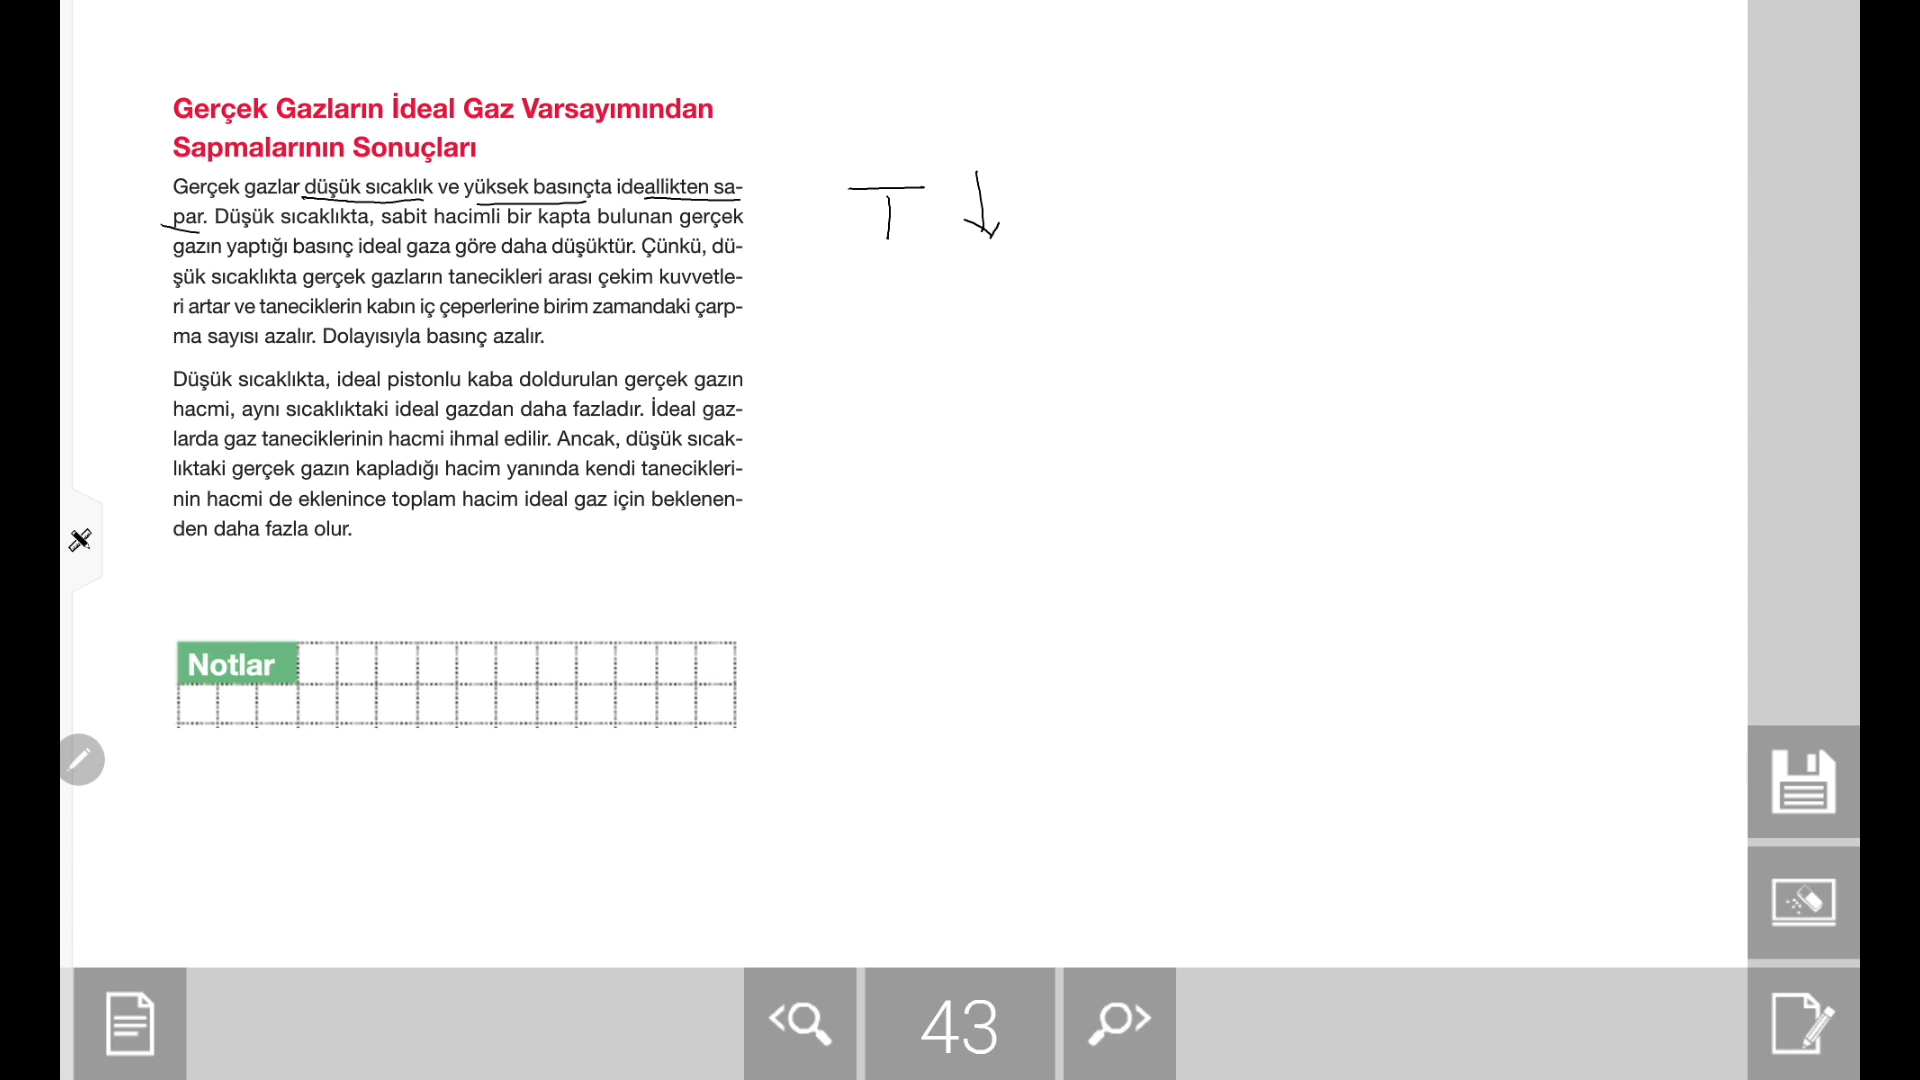 Gerçek Gazların İdeal Gaz Varsayımından
Sapmalarının Sonuçları
Gerçek gazlar düşük sıcaklık ve yüksek basınçta ideallikten sa-
par. Düşük sıcaklıkta, sabit hacimli bir kapta bulunan gerçek
gazın yaptığı basınç ideal gaza göre daha düşüktür. Çünkü, dü-
şük sıcaklıkta gerçek gazların tanecikleri arası çekim kuvvetle-
ri artar ve taneciklerin kabın iç çeperlerine birim zamandaki çarp-
ma sayısı azalır. Dolayısıyla basınç azalır.
Düşük sıcaklıkta, ideal pistonlu kaba doldurulan gerçek gazın
hacmi, aynı sıcaklıktaki ideal gazdan daha fazladır. İdeal gaz-
larda gaz taneciklerinin hacmi ihmal edilir. Ancak, düşük sıcak-
lıktaki gerçek gazın kapladığı hacim yanında kendi tanecikleri-
nin hacmi de eklenince toplam hacim ideal gaz için beklenen-
den daha fazla olur.
T ↓
Notlar
43